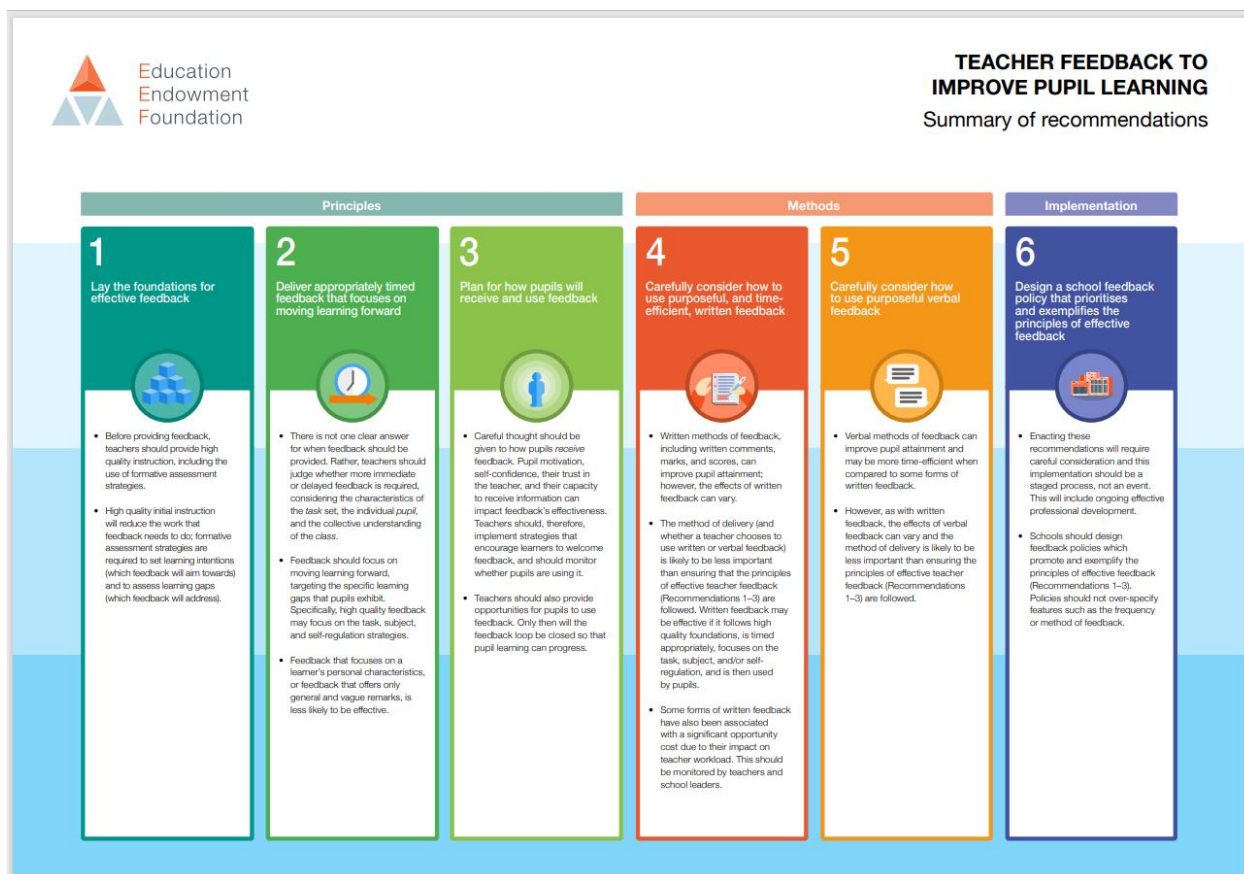 Education
Endowment
Foundation
TEACHER FEEDBACK TO
IMPROVE PUPIL LEARNING
Summary of recommendations
Principles
Methods
Implementation
1
Lay the foundations for
effective feedback
• Before providing feedback,
teachers should provide high
quality instruction, including the
use of formative assessment
strategies.
• High quality initial instruction
will reduce the work that
feedback needs to do; formative
assessment strategies are
required to set learning intentions
(which feedback will aim towards)
and to assess learning gaps
(which feedback will address).
2
Deliver appropriately timed
feedback that focuses on
moving learning forward
• There is not one clear answer
for when feedback should be
provided. Rather, teachers should
judge whether more immediate
or delayed feedback is required,
considering the characteristics of
the task set, the individual pupil,
and the collective understanding
of the class.
• Feedback should focus on
moving learning forward,
targeting the specific learning
gaps that pupils exhibit.
Specifically, high quality feedback
may focus on the task, subject,
and self-regulation strategies.
• Feedback that focuses on a
learner's personal characteristics,
or feedback that offers only
general and vague remarks, is
less likely to be effective.
3
Plan for how pupils will
receive and use feedback
• Careful thought should be
given to how pupils receive
feedback. Pupil motivation,
self-confidence, their trust in
the teacher, and their capacity
to receive information can
impact feedback's effectiveness.
Teachers should, therefore,
implement strategies that
encourage learners to welcome
feedback, and should monitor
whether pupils are using it.
• Teachers should also provide
opportunities for pupils to use
feedback. Only then will the
feedback loop be closed so that
pupil learning can progress.
4
Carefully consider how to
use purposeful, and time-
efficient, written feedback
• Written methods of feedback,
including written comments,
marks, and scores, can
improve pupil attainment;
however, the effects of written
feedback can vary.
• The method of delivery (and
whether a teacher chooses to
use written or verbal feedback)
is likely to be less important
than ensuring that the principles
of effective teacher feedback
(Recommendations 1–3) are
followed. Written feedback may
be effective if it follows high
quality foundations, is timed
appropriately, focuses on the
task, subject, and/or self-
regulation, and is then used
by pupils.
• Some forms of written feedback
have also been associated
with a significant opportunity
cost due to their impact on
teacher workload. This should
be monitored by teachers and
school leaders.
5
Carefully consider how
to use purposeful verbal
feedback
• Verbal methods of feedback can
improve pupil attainment and
may be more time-efficient when
compared to some forms of
written feedback.
• However, as with written
feedback, the effects of verbal
feedback can vary and the
method of delivery is likely to be
less important than ensuring the
principles of effective teacher
feedback (Recommendations
1–3) are followed.
6
Design a school feedback
policy that prioritises
and exemplifies the
principles of effective
feedback
• Enacting these
recommendations will require
careful consideration and this
implementation should be a
staged process, not an event.
This will include ongoing effective
professional development.
• Schools should design
feedback policies which
promote and exemplify the
principles of effective feedback
(Recommendations 1–3).
Policies should not over-specify
features such as the frequency
or method of feedback.